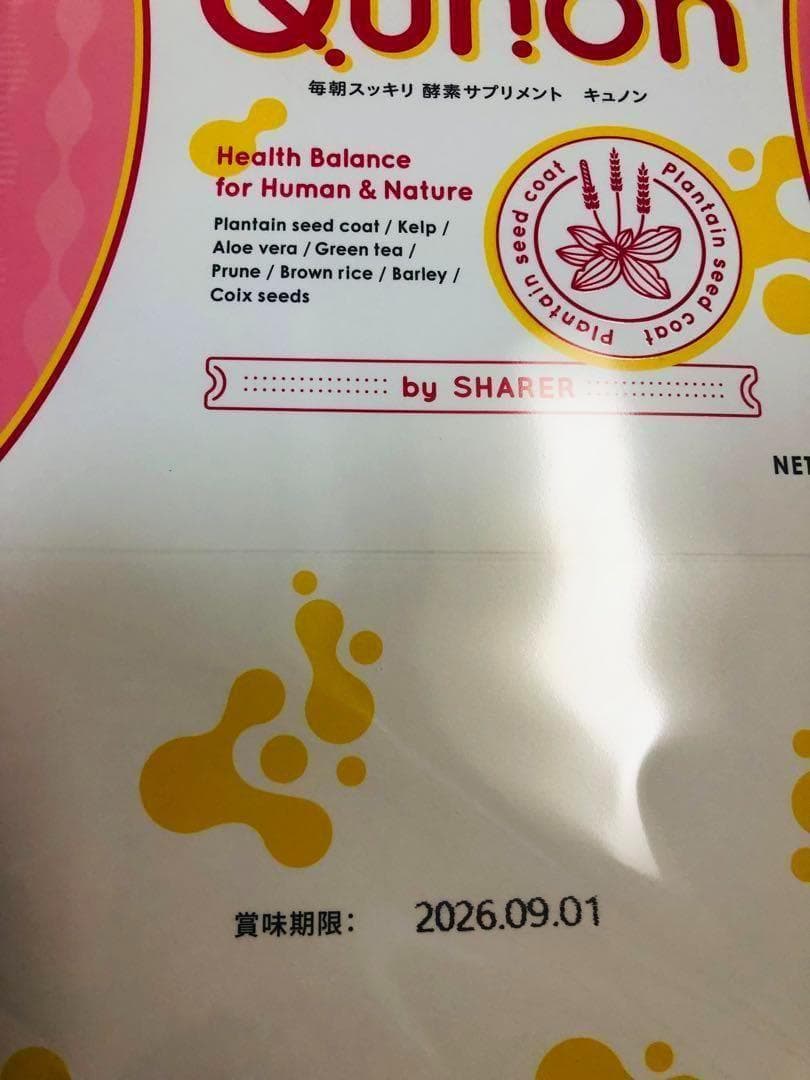 Qunon
毎朝スッキリ 酵素サプリメント　キュノン
Health Balance
for Human & Nature
Plantain seed coat / Kelp /
Aloe vera / Green tea /
Prune / Brown rice / Barley /
Coix seeds
Plantain seed coat Plantain seed coat
by SHARER
NET
賞味期限： 2026.09.01